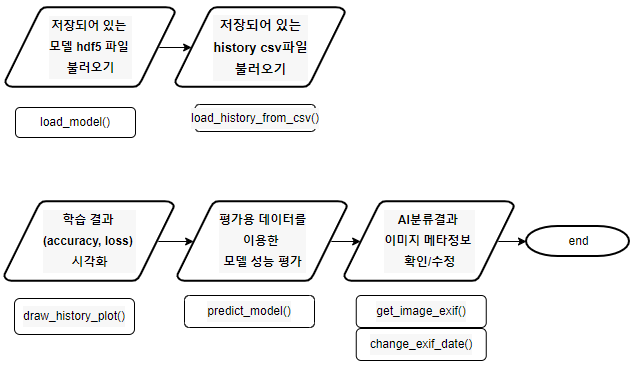 저장되어 있는
모델 hdf5 파일
불러오기
저장되어 있는
history csv파일
불러오기
load_model()
load_history_from_csv()
학습 결과
(accuracy, loss)
시각화
평가용 데이터를
이용한
모델 성능 평가
AI분류결과
이미지 메타정보
확인/수정
end
draw_history_plot()
predict_model()
get_image_exif()
change_exif_date()